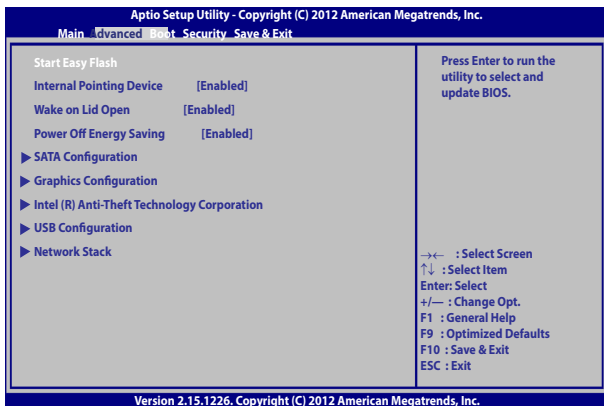 Aptio Setup Utility - Copyright (C) 2012 American Megatrends, Inc.
Main Advanced Boot Security Save & Exit
Start Easy Flash
Internal Pointing Device [Enabled]
Wake on Lid Open [Enabled]
Power Off Energy Saving [Enabled]
SATA Configuration
Graphics Configuration
Intel (R) Anti-Theft Technology Corporation
USB Configuration
Network Stack
Press Enter to run the
utility to select and
update BIOS.
→← : Select Screen
↑↓ : Select Item
Enter: Select
+/— : Change Opt.
F1 : General Help
F9 : Optimized Defaults
F10 : Save & Exit
ESC : Exit
Version 2.15.1226. Copyright (C) 2012 American Megatrends, Inc.